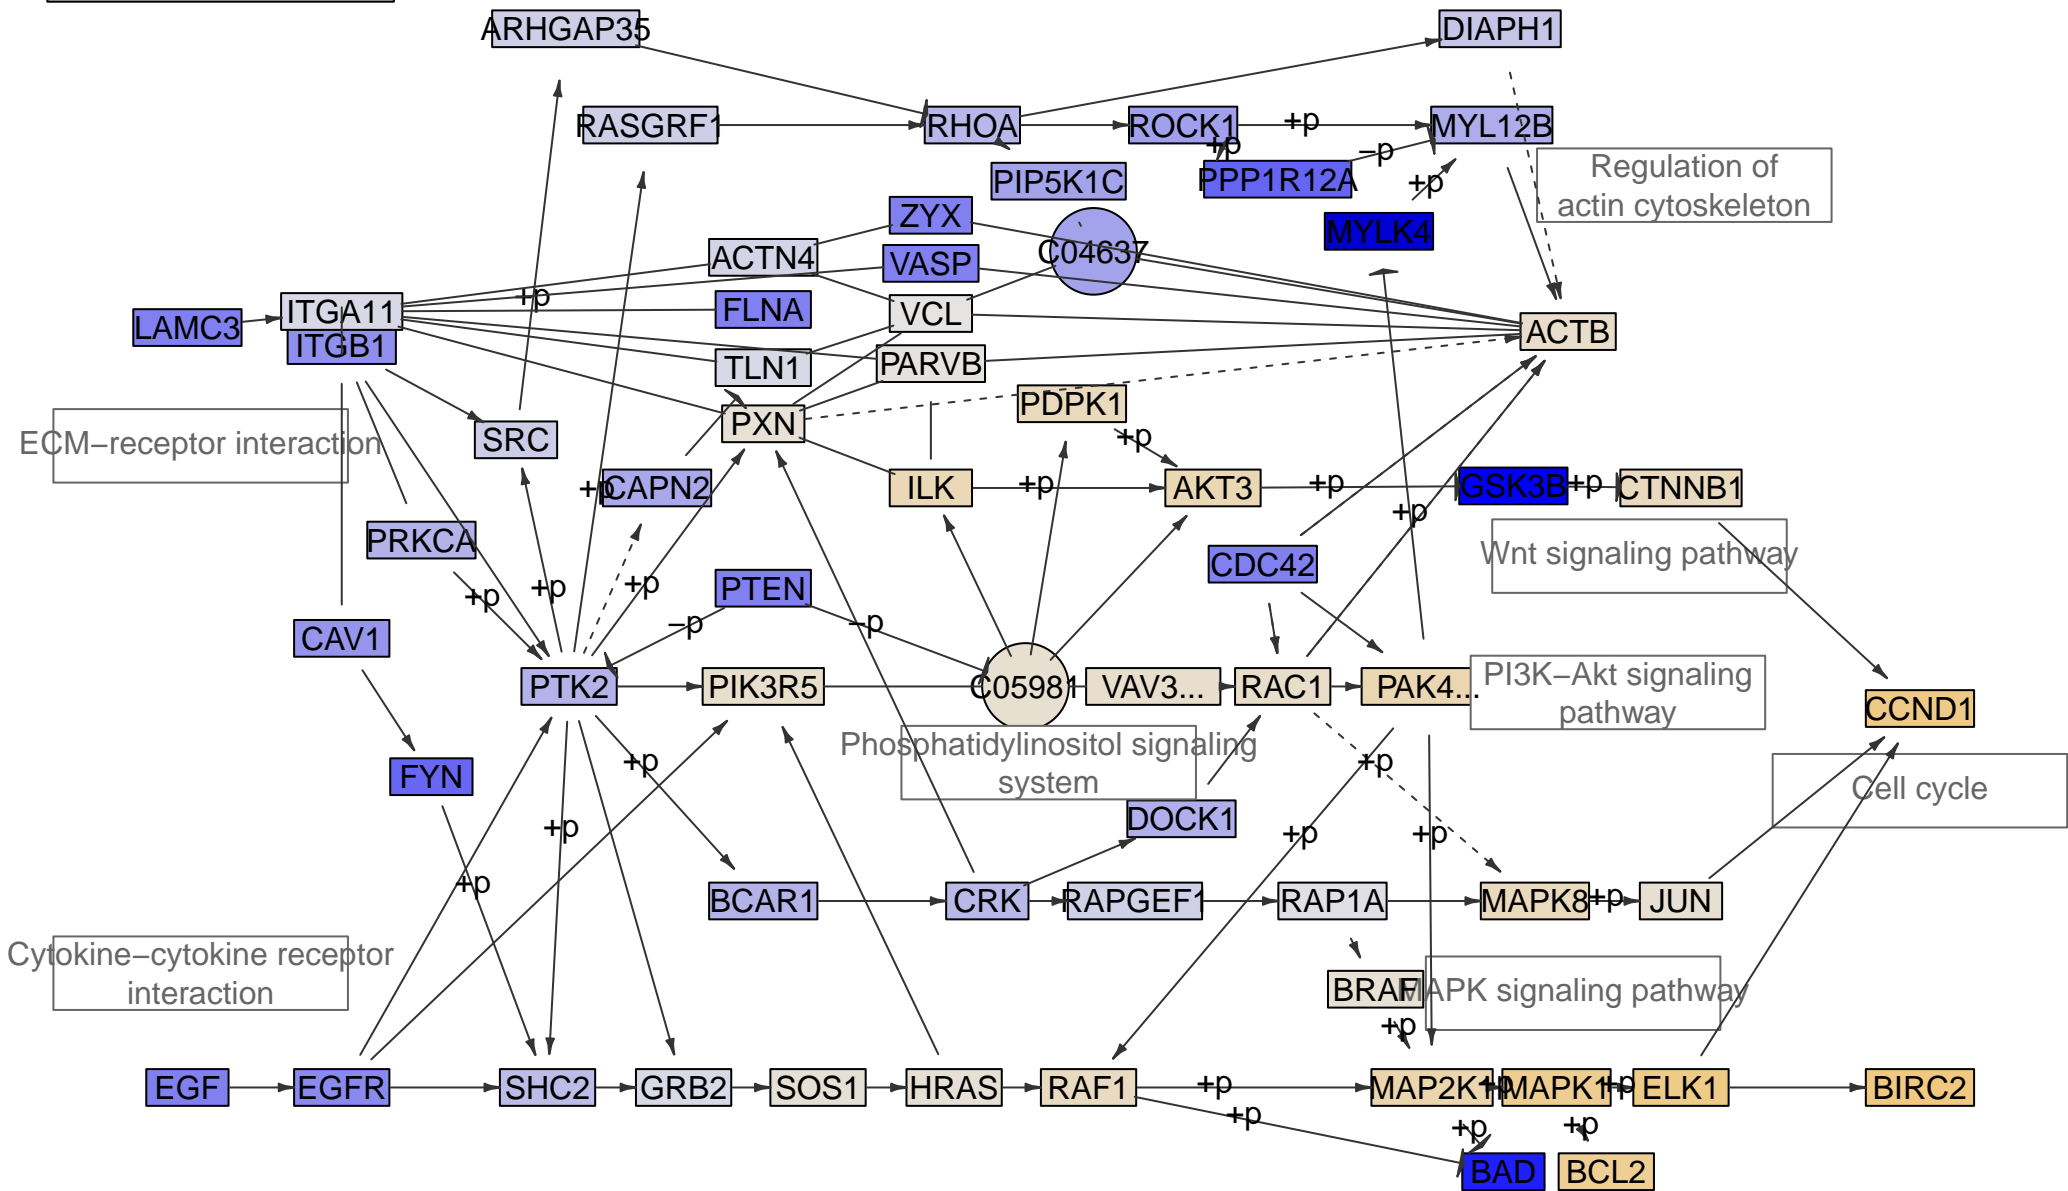 ARHGAP35
DIAPH1
RASGRF1
RHOA
ROCK1
+p
MYL12B
+p
−p
PIP5K1C
PPP1R12A
+p
Regulation of
actin cytoskeleton
ZYX
MYLK4
ACTN4
VASP
C04637
+p
ITGA11
FLNA
VCL
LAMC3
ITGB1
ACTB
TLN1
PARVB
PDPK1
PXN
ECM−receptor interaction
SRC
+p
+p
CAPN2
ILK
+p
AKT3
+p
GSK3B
+p
CTNNB1
+p
PRKCA
Wnt signaling pathway
CDC42
+p
+p
+p
PTEN
−p
−p
CAV1
PTK2
PIK3R5
C05981
VAV3...
RAC1
PAK4...
PI3K−Akt signaling
pathway
CCND1
Phosphatidylinositol signaling
system
+p
+p
FYN
Cell cycle
+p
DOCK1
+p
+p
+p
BCAR1
CRK
RAPGEF1
RAP1A
MAPK8
+p
JUN
Cytokine−cytokine receptor
interaction
BRAF
MAPK signaling pathway
+p
EGF
EGFR
SHC2
GRB2
SOS1
HRAS
RAF1
+p
MAP2K1
+p
MAPK1
+p
ELK1
BIRC2
+p
+p
+p
BAD
BCL2